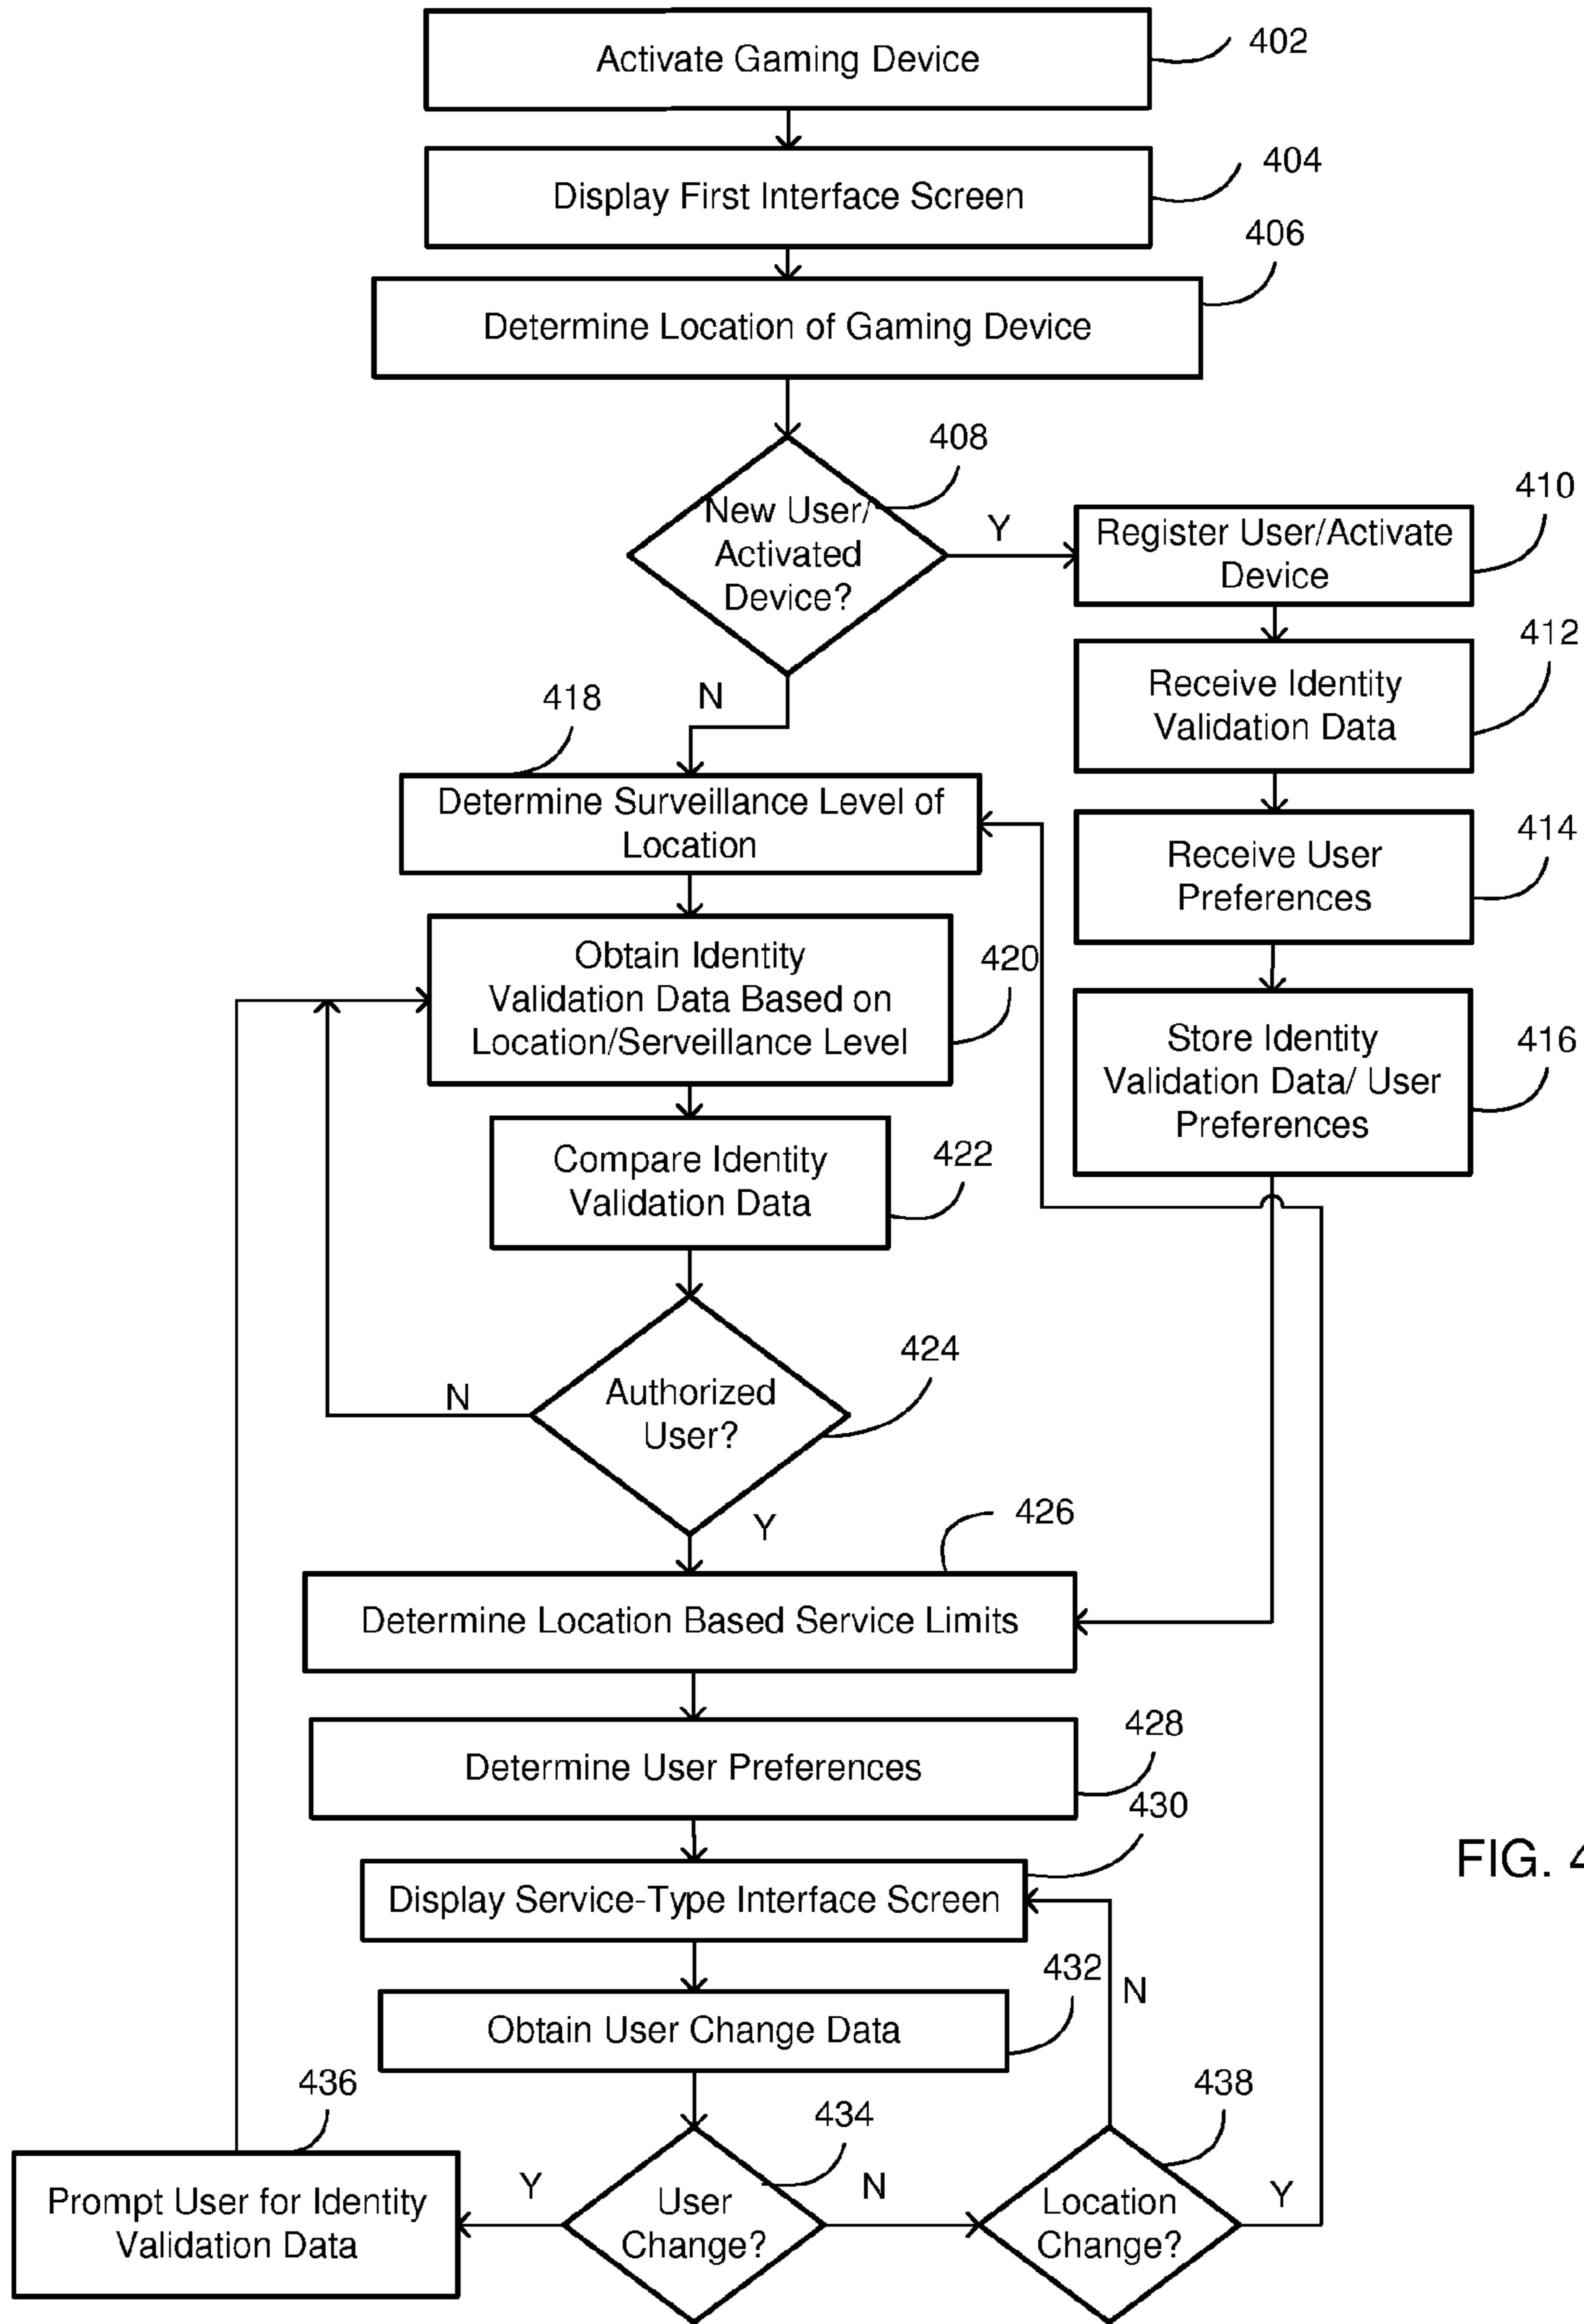 Activate Gaming Device
402
Display First Interface Screen
404
406
Determine Location of Gaming Device
408
New User/
Activated
Device?
Y
N
410
Register User/Activate
Device
412
Receive Identity
Validation Data
414
Receive User
Preferences
416
Store Identity
Validation Data/ User
Preferences
418
Determine Surveillance Level of
Location
420
Obtain Identity
Validation Data Based on
Location/Serveillance Level
422
Compare Identity
Validation Data
424
Authorized
User?
N
Y
426
Determine Location Based Service Limits
428
Determine User Preferences
430
Display Service-Type Interface Screen
432
Obtain User Change Data
N
434
User
Change?
Y
N
436
Prompt User for Identity
Validation Data
438
Location
Change?
Y
FIG. 4